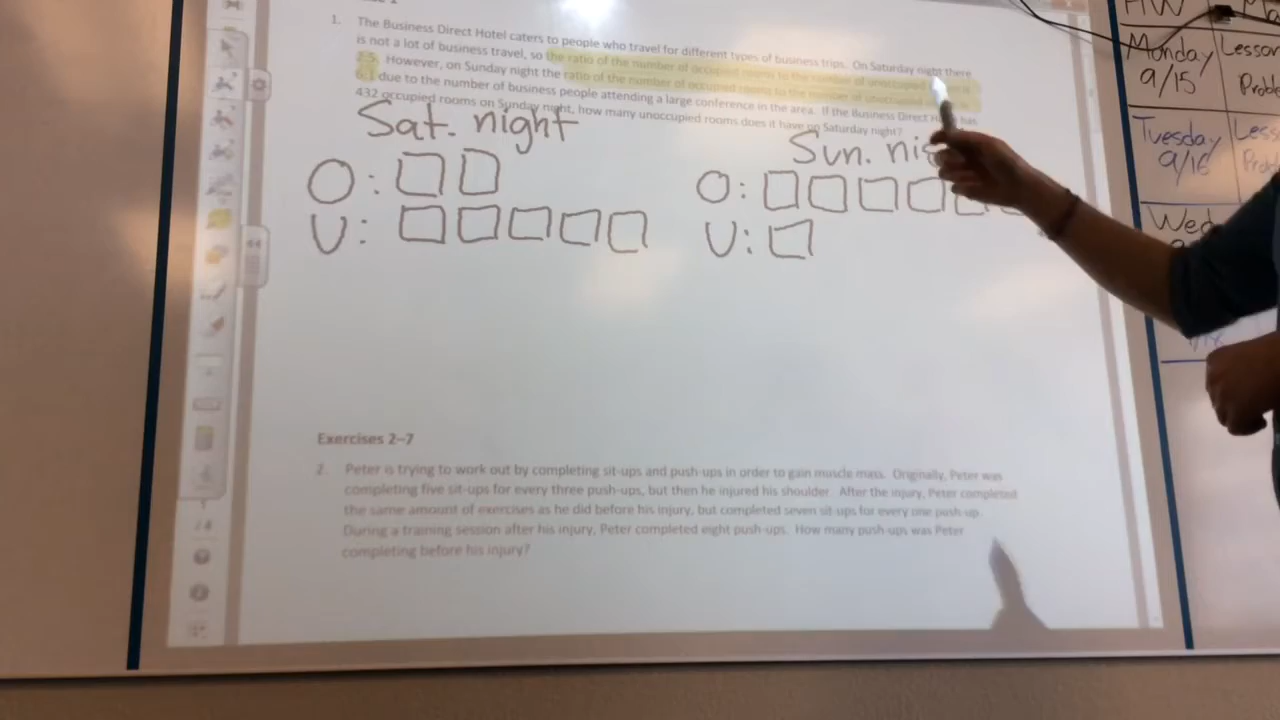 1. The Business Direct Hotel caters to people who travel for different types of business trips. On Saturday night there
is not a lot of business travel, so the ratio of the number of occupied rooms to the number of unoccupied
2:5. However, on Sunday night the ratio of the number of occupied rooms to the number of unoccupied
6:1 due to the number of business people attending a large conference in the area. If the Business Direct Hotel has
432 occupied rooms on Sunday night, how many unoccupied rooms does it have on Saturday night?
Sat. night
O:
U:
Sun.
O:
U:
Exercises 2–7
2. Peter is trying to work out by completing sit-ups and push-ups in order to gain muscle mass. Originally, Peter was
completing five sit-ups for every three push-ups, but then he injured his shoulder. After the injury, Peter completed
the same amount of exercises as he did before his injury, but completed seven sit-ups for every one push-up.
During a training session after his injury, Peter completed eight push-ups. How many push-ups was Peter
completing before his injury?
HW
Monday
9/15
Lesson
Tuesday
9/16